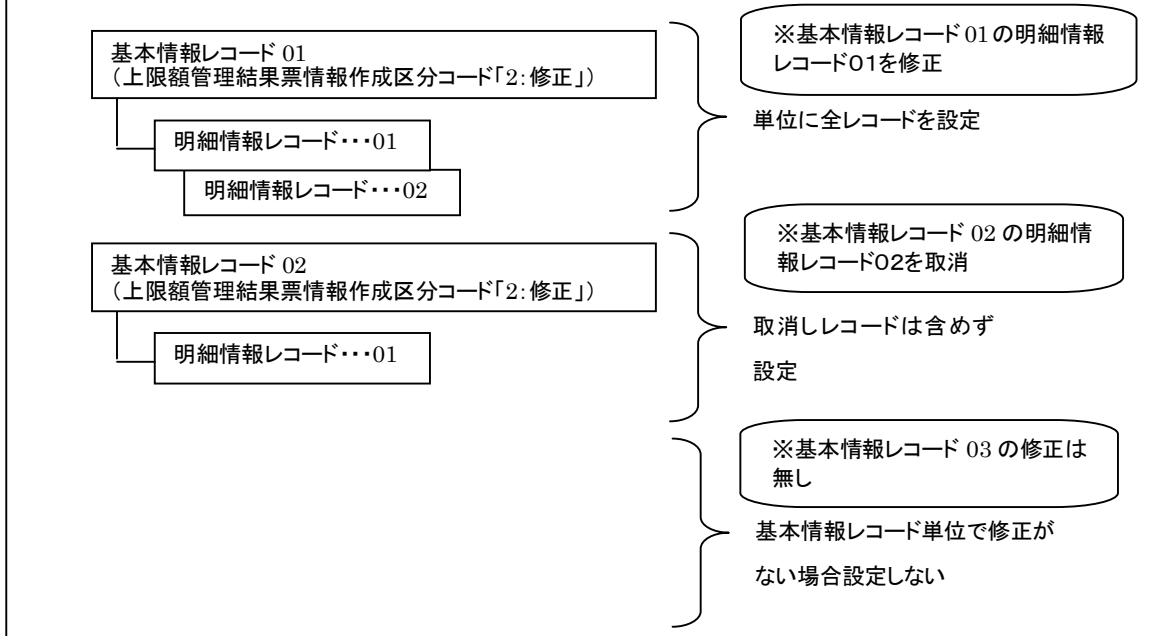 基本情報レコード 01
（上限額管理結果票情報作成区分コード「2:修正」）
明細情報レコード・・・01
明細情報レコード・・・02
※基本情報レコード 01の明細情報
レコード０１を修正
単位に全レコードを設定
基本情報レコード 02
（上限額管理結果票情報作成区分コード「2:修正」）
明細情報レコード・・・01
※基本情報レコード 02 の明細情
報レコード０２を取消
取消しレコードは含めず
設定
※基本情報レコード 03 の修正は
無し
基本情報レコード単位で修正が
ない場合設定しない